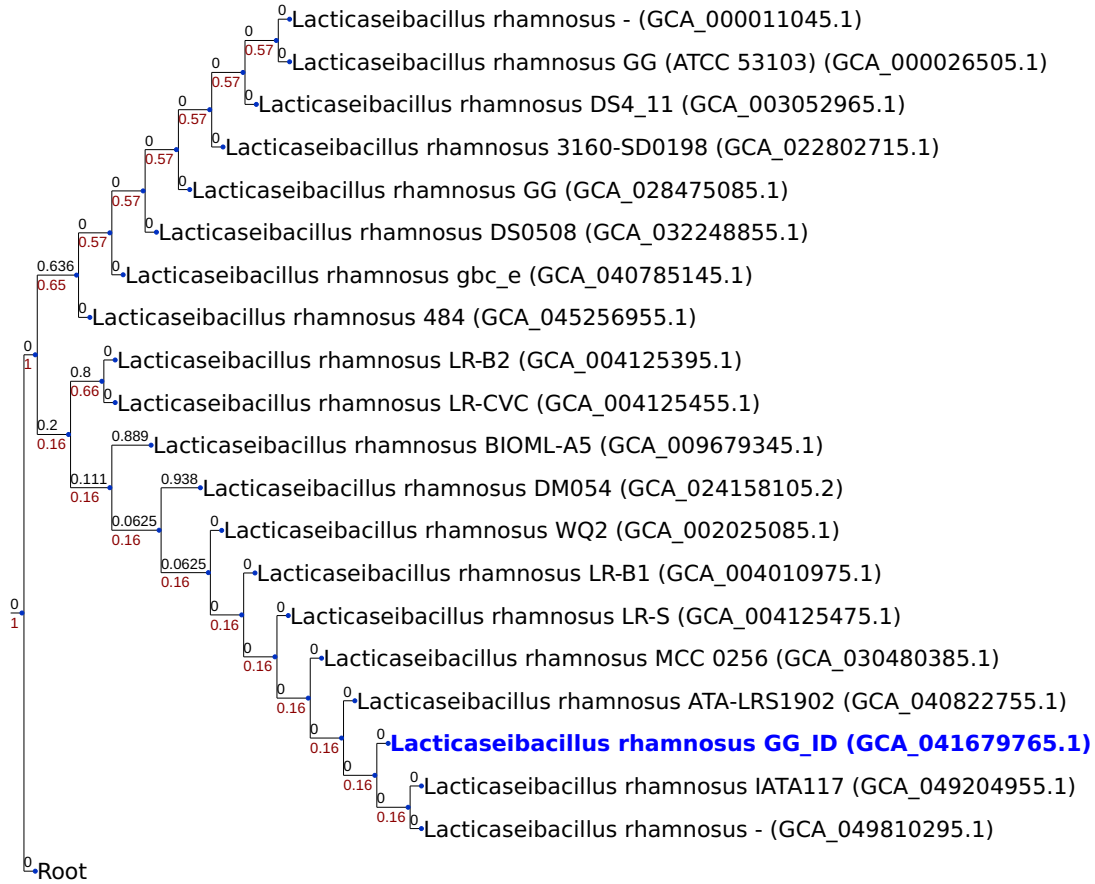 0
Lacticaseibacillus rhamnosus - (GCA_000011045.1)
0
0.57
0
Lacticaseibacillus rhamnosus GG (ATCC 53103) (GCA_000026505.1)
0
0.57
0
Lacticaseibacillus rhamnosus DS4_11 (GCA_003052965.1)
0
0.57
0
Lacticaseibacillus rhamnosus 3160-SD0198 (GCA_022802715.1)
0
0.57
0
Lacticaseibacillus rhamnosus GG (GCA_028475085.1)
0
0.57
0
Lacticaseibacillus rhamnosus DS0508 (GCA_032248855.1)
0
0.57
0
Lacticaseibacillus rhamnosus gbc_e (GCA_040785145.1)
0.636
0.65
0
Lacticaseibacillus rhamnosus 484 (GCA_045256955.1)
0
1
0
Lacticaseibacillus rhamnosus LR-B2 (GCA_004125395.1)
0.8
0.66
0
Lacticaseibacillus rhamnosus LR-CVC (GCA_004125455.1)
0.2
0.16
0.889
Lacticaseibacillus rhamnosus BIOML-A5 (GCA_009679345.1)
0.111
0.16
0.938
Lacticaseibacillus rhamnosus DM054 (GCA_024158105.2)
0.0625
0.16
0
Lacticaseibacillus rhamnosus WQ2 (GCA_002025085.1)
0.0625
0.16
0
Lacticaseibacillus rhamnosus LR-B1 (GCA_004010975.1)
0
0.16
0
Lacticaseibacillus rhamnosus LR-S (GCA_004125475.1)
0
1
0
0.16
0
Lacticaseibacillus rhamnosus MCC 0256 (GCA_030480385.1)
0
0.16
0
Lacticaseibacillus rhamnosus ATA-LRS1902 (GCA_040822755.1)
0
0.16
0
Lacticaseibacillus rhamnosus GG_ID (GCA_041679765.1)
0
0.16
0
Lacticaseibacillus rhamnosus IATA117 (GCA_049204955.1)
0
0.16
0
Lacticaseibacillus rhamnosus - (GCA_049810295.1)
0
Root